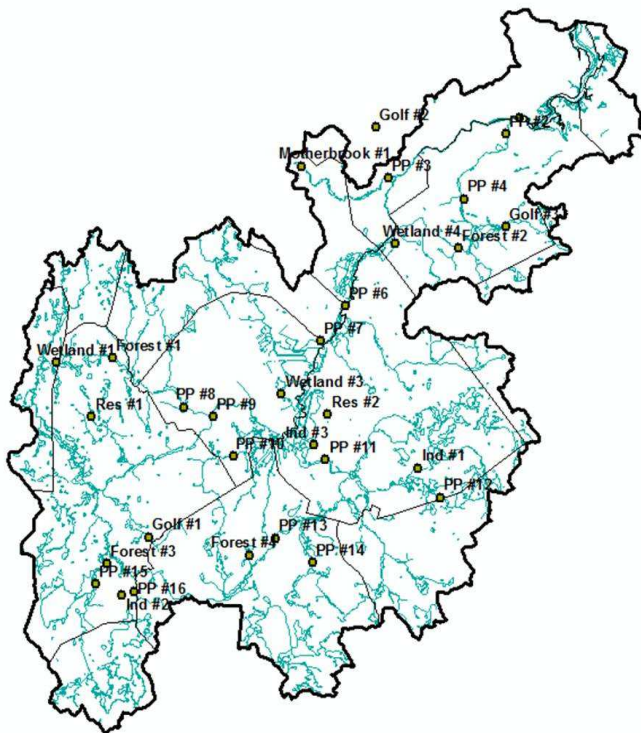 Golf #2
PP #2
Motherbrook #1
PP #3
PP #4
Golf #3
Wetland #4
Forest #2
PP #6
PP #7
Wetland #1
Forest #1
Wetland #3
PP #8
PP #9
Res #1
Res #2
Ind #3
PP #10
PP #11
Ind #1
PP #12
Golf #1
PP #13
Forest #3
Forest #4
PP #14
PP #15
PP #16
Ind #2